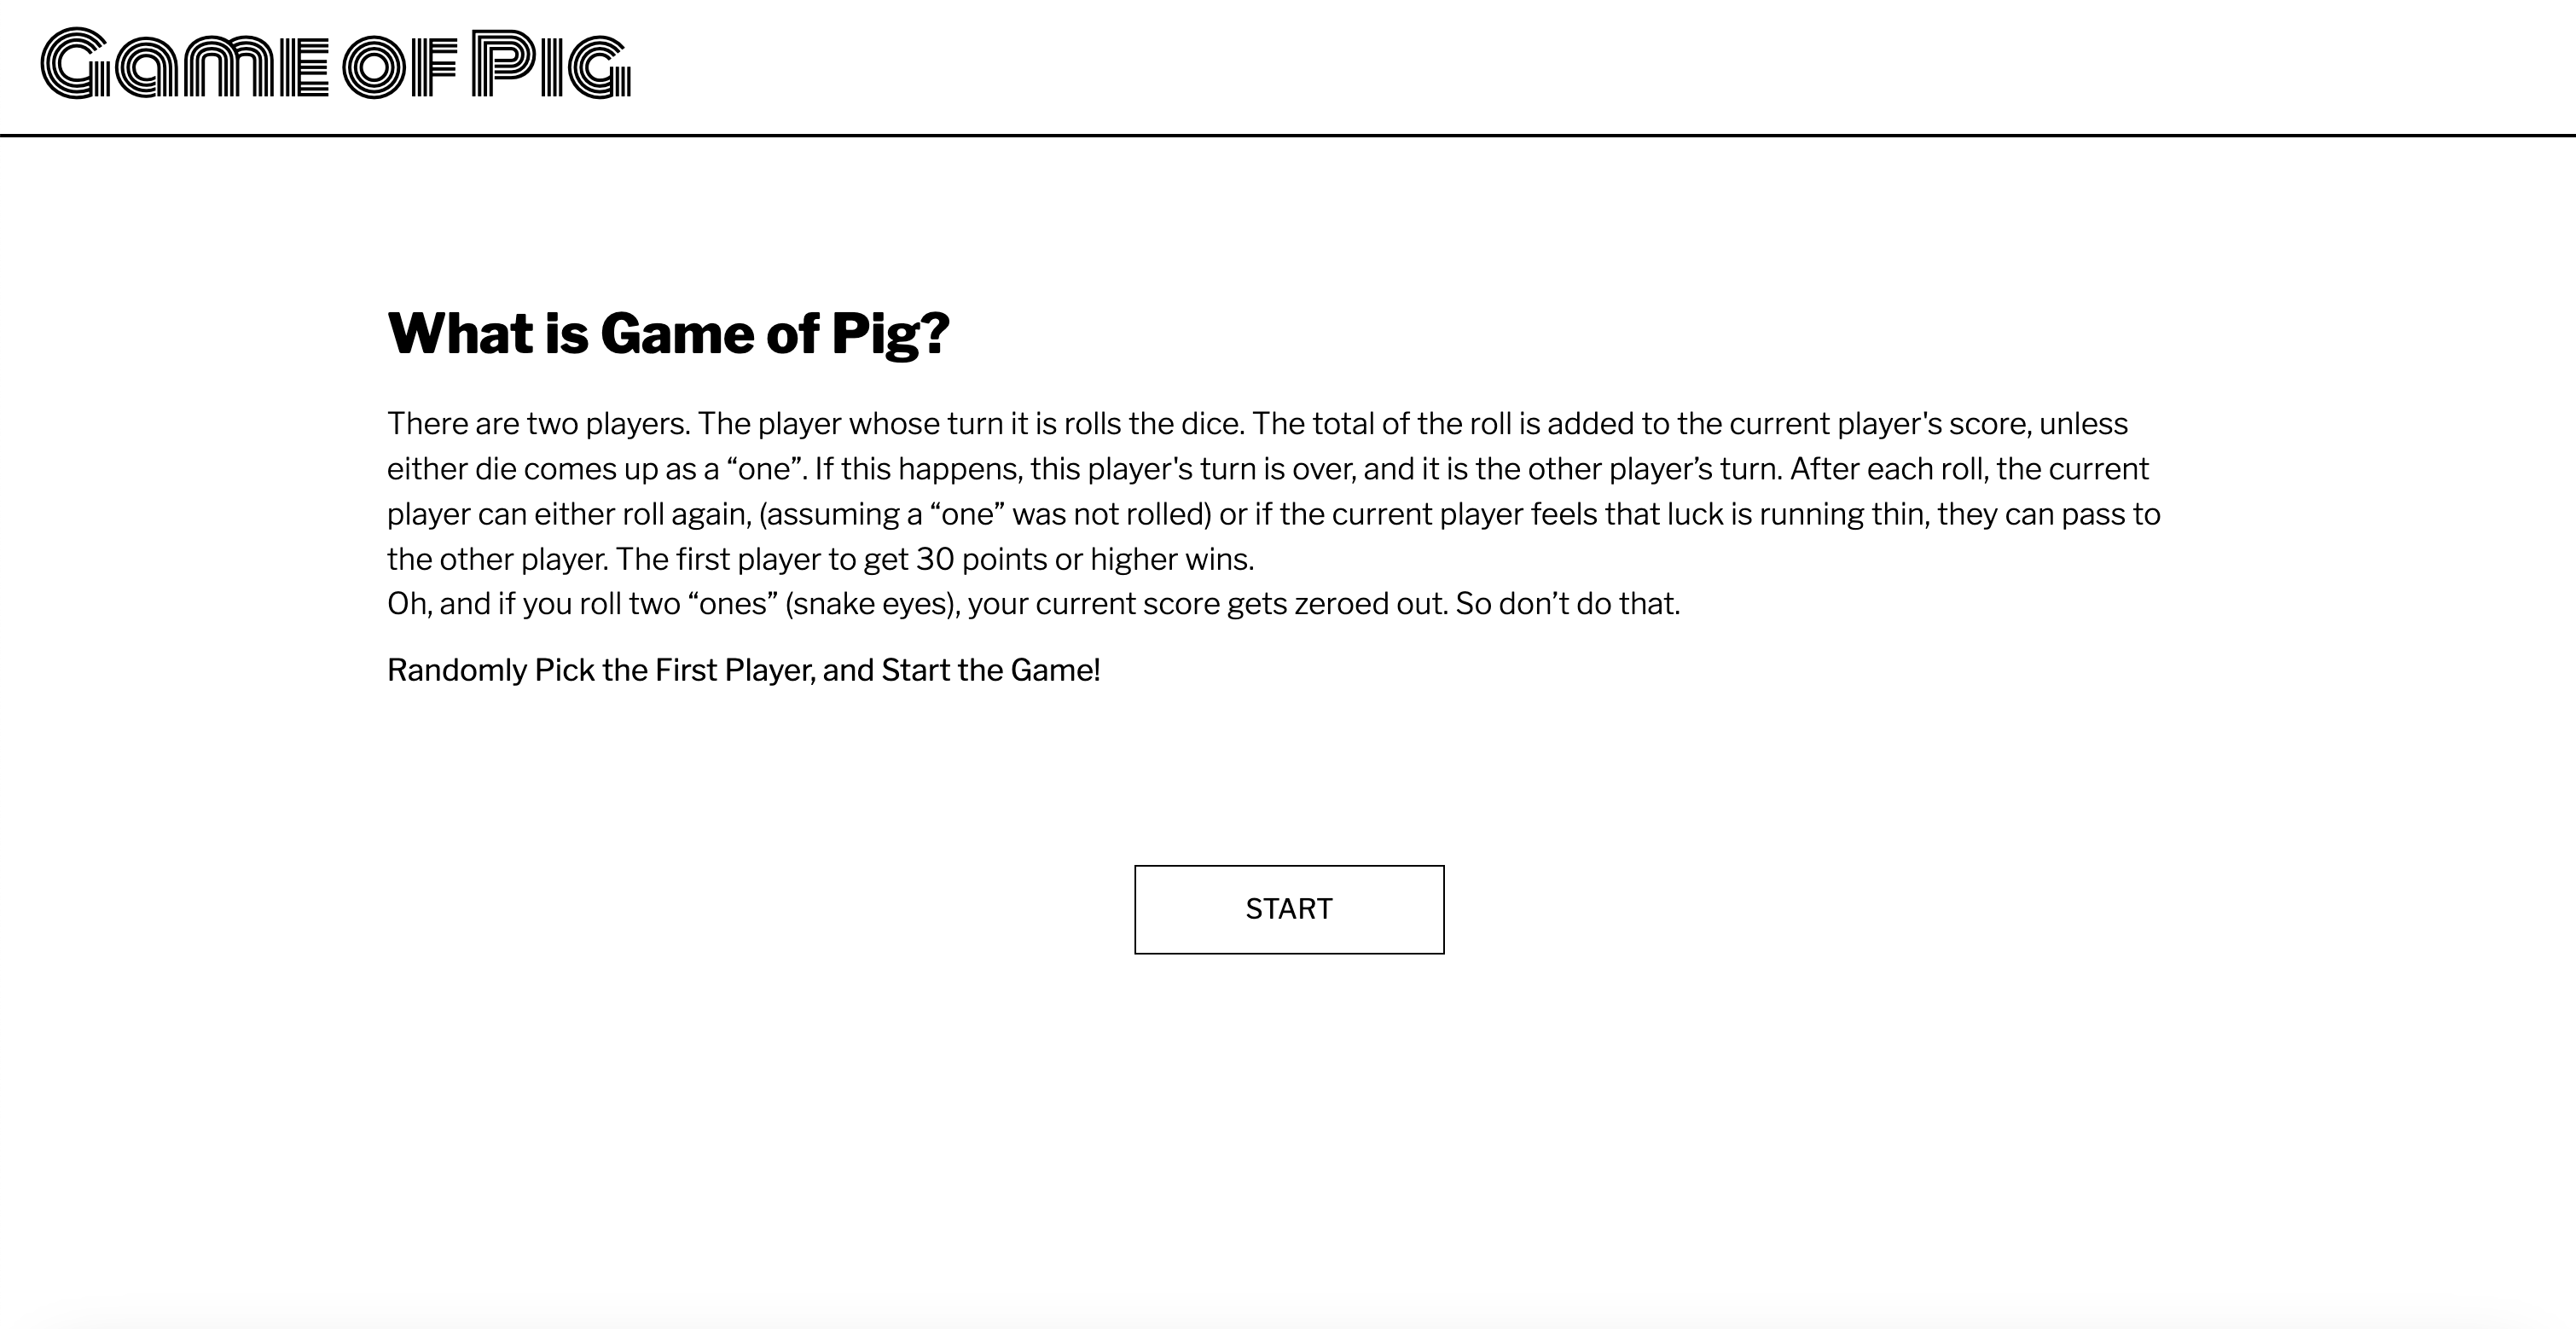 Game of Pig
What is Game of Pig?
There are two players. The player whose turn it is rolls the dice. The total of the roll is added to the current player's score, unless
either die comes up as a “one”. If this happens, this player's turn is over, and it is the other player’s turn. After each roll, the current
player can either roll again, (assuming a “one” was not rolled) or if the current player feels that luck is running thin, they can pass to
the other player. The first player to get 30 points or higher wins.
Oh, and if you roll two “ones” (snake eyes), your current score gets zeroed out. So don’t do that.
Randomly Pick the First Player, and Start the Game!
START